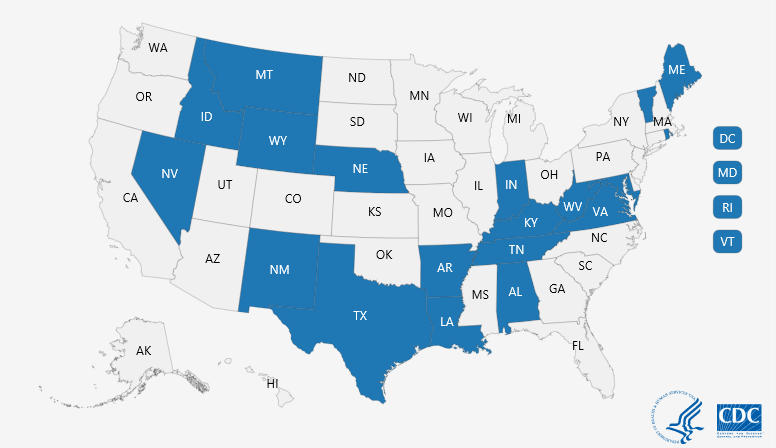 WA
MT
ND
MN
ME
OR
ID
SD
WI
MI
NY
MA
WY
IA
PA
DC
NV
NE
IL
IN
OH
MD
CA
UT
CO
KS
MO
KY
WV
VA
RI
AZ
NM
OK
AR
TN
NC
VT
TX
LA
MS
AL
GA
SC
AK
HI
FL
CDC